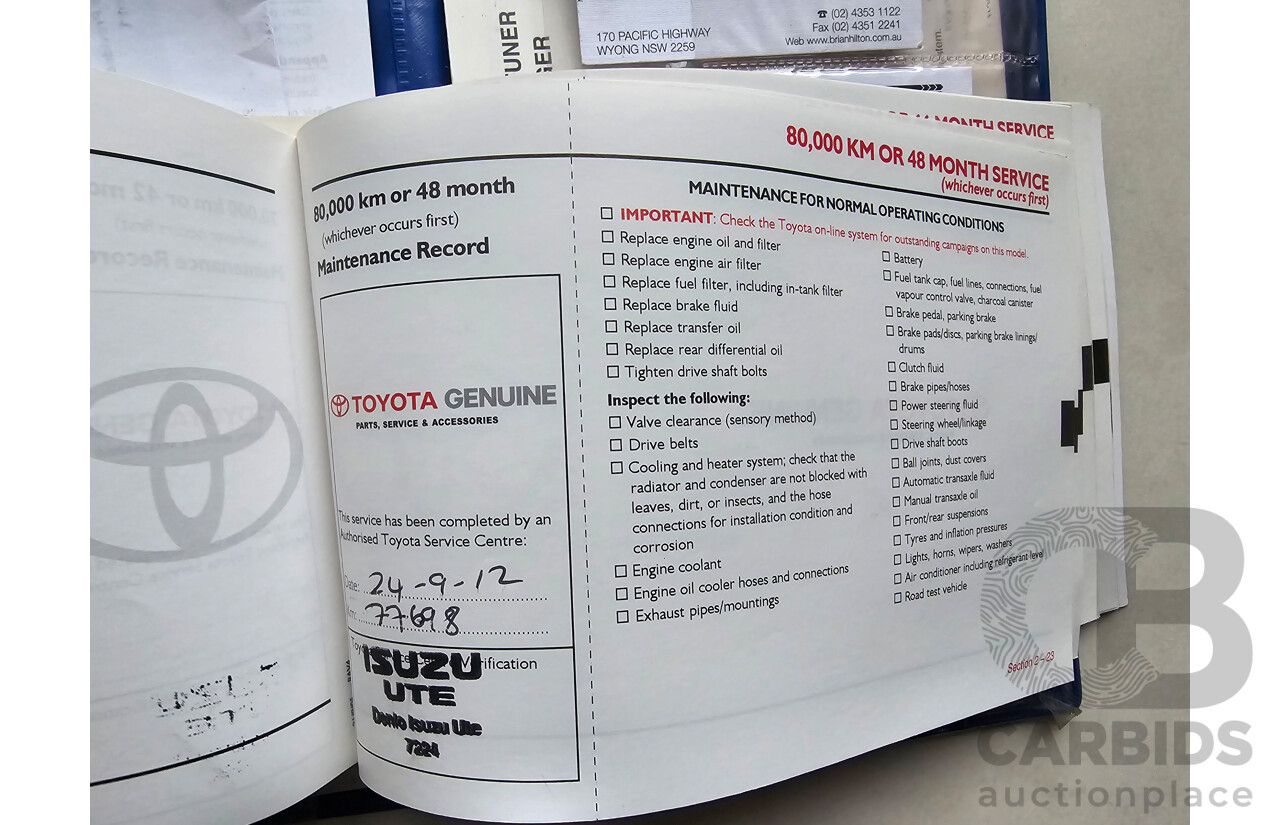 TUNER
GER
170 PACIFIC HIGHWAY
WYONG NSW 2259
☎ (02) 4353 1122
Fax (02) 4351 2241
Web www.brianhilton.com.au
MONTH SERVICE
80,000 KM OR 48 MONTH SERVICE
(whichever occurs first)
80,000 km or 48 month
(whichever occurs first)
Maintenance Record
TOYOTA GENUINE
PARTS, SERVICE & ACCESSORIES
This service has been completed by an
Authorised Toyota Service Centre:
Date: 24-9-12
Km: 77698
Verification
ISUZU
UTE
Isuzu Ute
7224
MAINTENANCE FOR NORMAL OPERATING CONDITIONS
☐ IMPORTANT: Check the Toyota on-line system for outstanding campaigns on this model.
☐ Replace engine oil and filter
☐ Replace engine air filter
☐ Replace fuel filter, including in-tank filter
☐ Replace brake fluid
☐ Replace transfer oil
☐ Replace rear differential oil
☐ Tighten drive shaft bolts
Inspect the following:
☐ Valve clearance (sensory method)
☐ Drive belts
☐ Cooling and heater system; check that the
radiator and condenser are not blocked with
leaves, dirt, or insects, and the hose
connections for installation condition and
corrosion
☐ Engine coolant
☐ Engine oil cooler hoses and connections
☐ Exhaust pipes/mountings
☐ Battery
☐ Fuel tank cap, fuel lines, connections, fuel
vapour control valve, charcoal canister
☐ Brake pedal, parking brake
☐ Brake pads/discs, parking brake linings/
drums
☐ Clutch fluid
☐ Brake pipes/hoses
☐ Power steering fluid
☐ Steering wheel/linkage
☐ Drive shaft boots
☐ Ball joints, dust covers
☐ Automatic transaxle fluid
☐ Manual transaxle oil
☐ Front/rear suspensions
☐ Tyres and inflation pressures
☐ Lights, horns, wipers, washers
☐ Air conditioner including refrigerant level
☐ Road test vehicle
Section 2 – 23
CB
CARBIDS
auctionplace